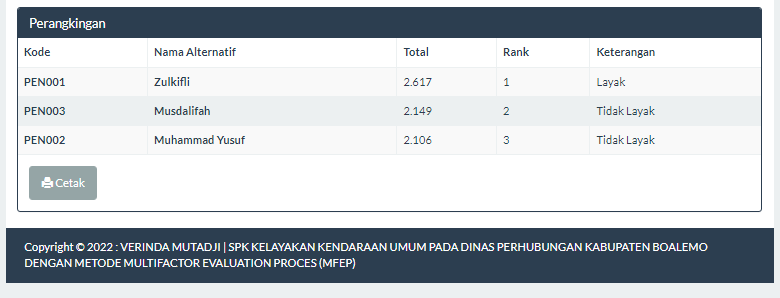 Perangkingan
Kode Nama Alternatif Total Rank Keterangan
PEN001 Zulkifli 2.617 1 Layak
PEN003 Musdalifah 2.149 2 Tidak Layak
PEN002 Muhammad Yusuf 2.106 3 Tidak Layak
Cetak
Copyright © 2022 : VERINDA MUTADJI | SPK KELAYAKAN KENDARAAN UMUM PADA DINAS PERHUBUNGAN KABUPATEN BOALEMO
DENGAN METODE MULTIFACTOR EVALUATION PROCES (MFEP)